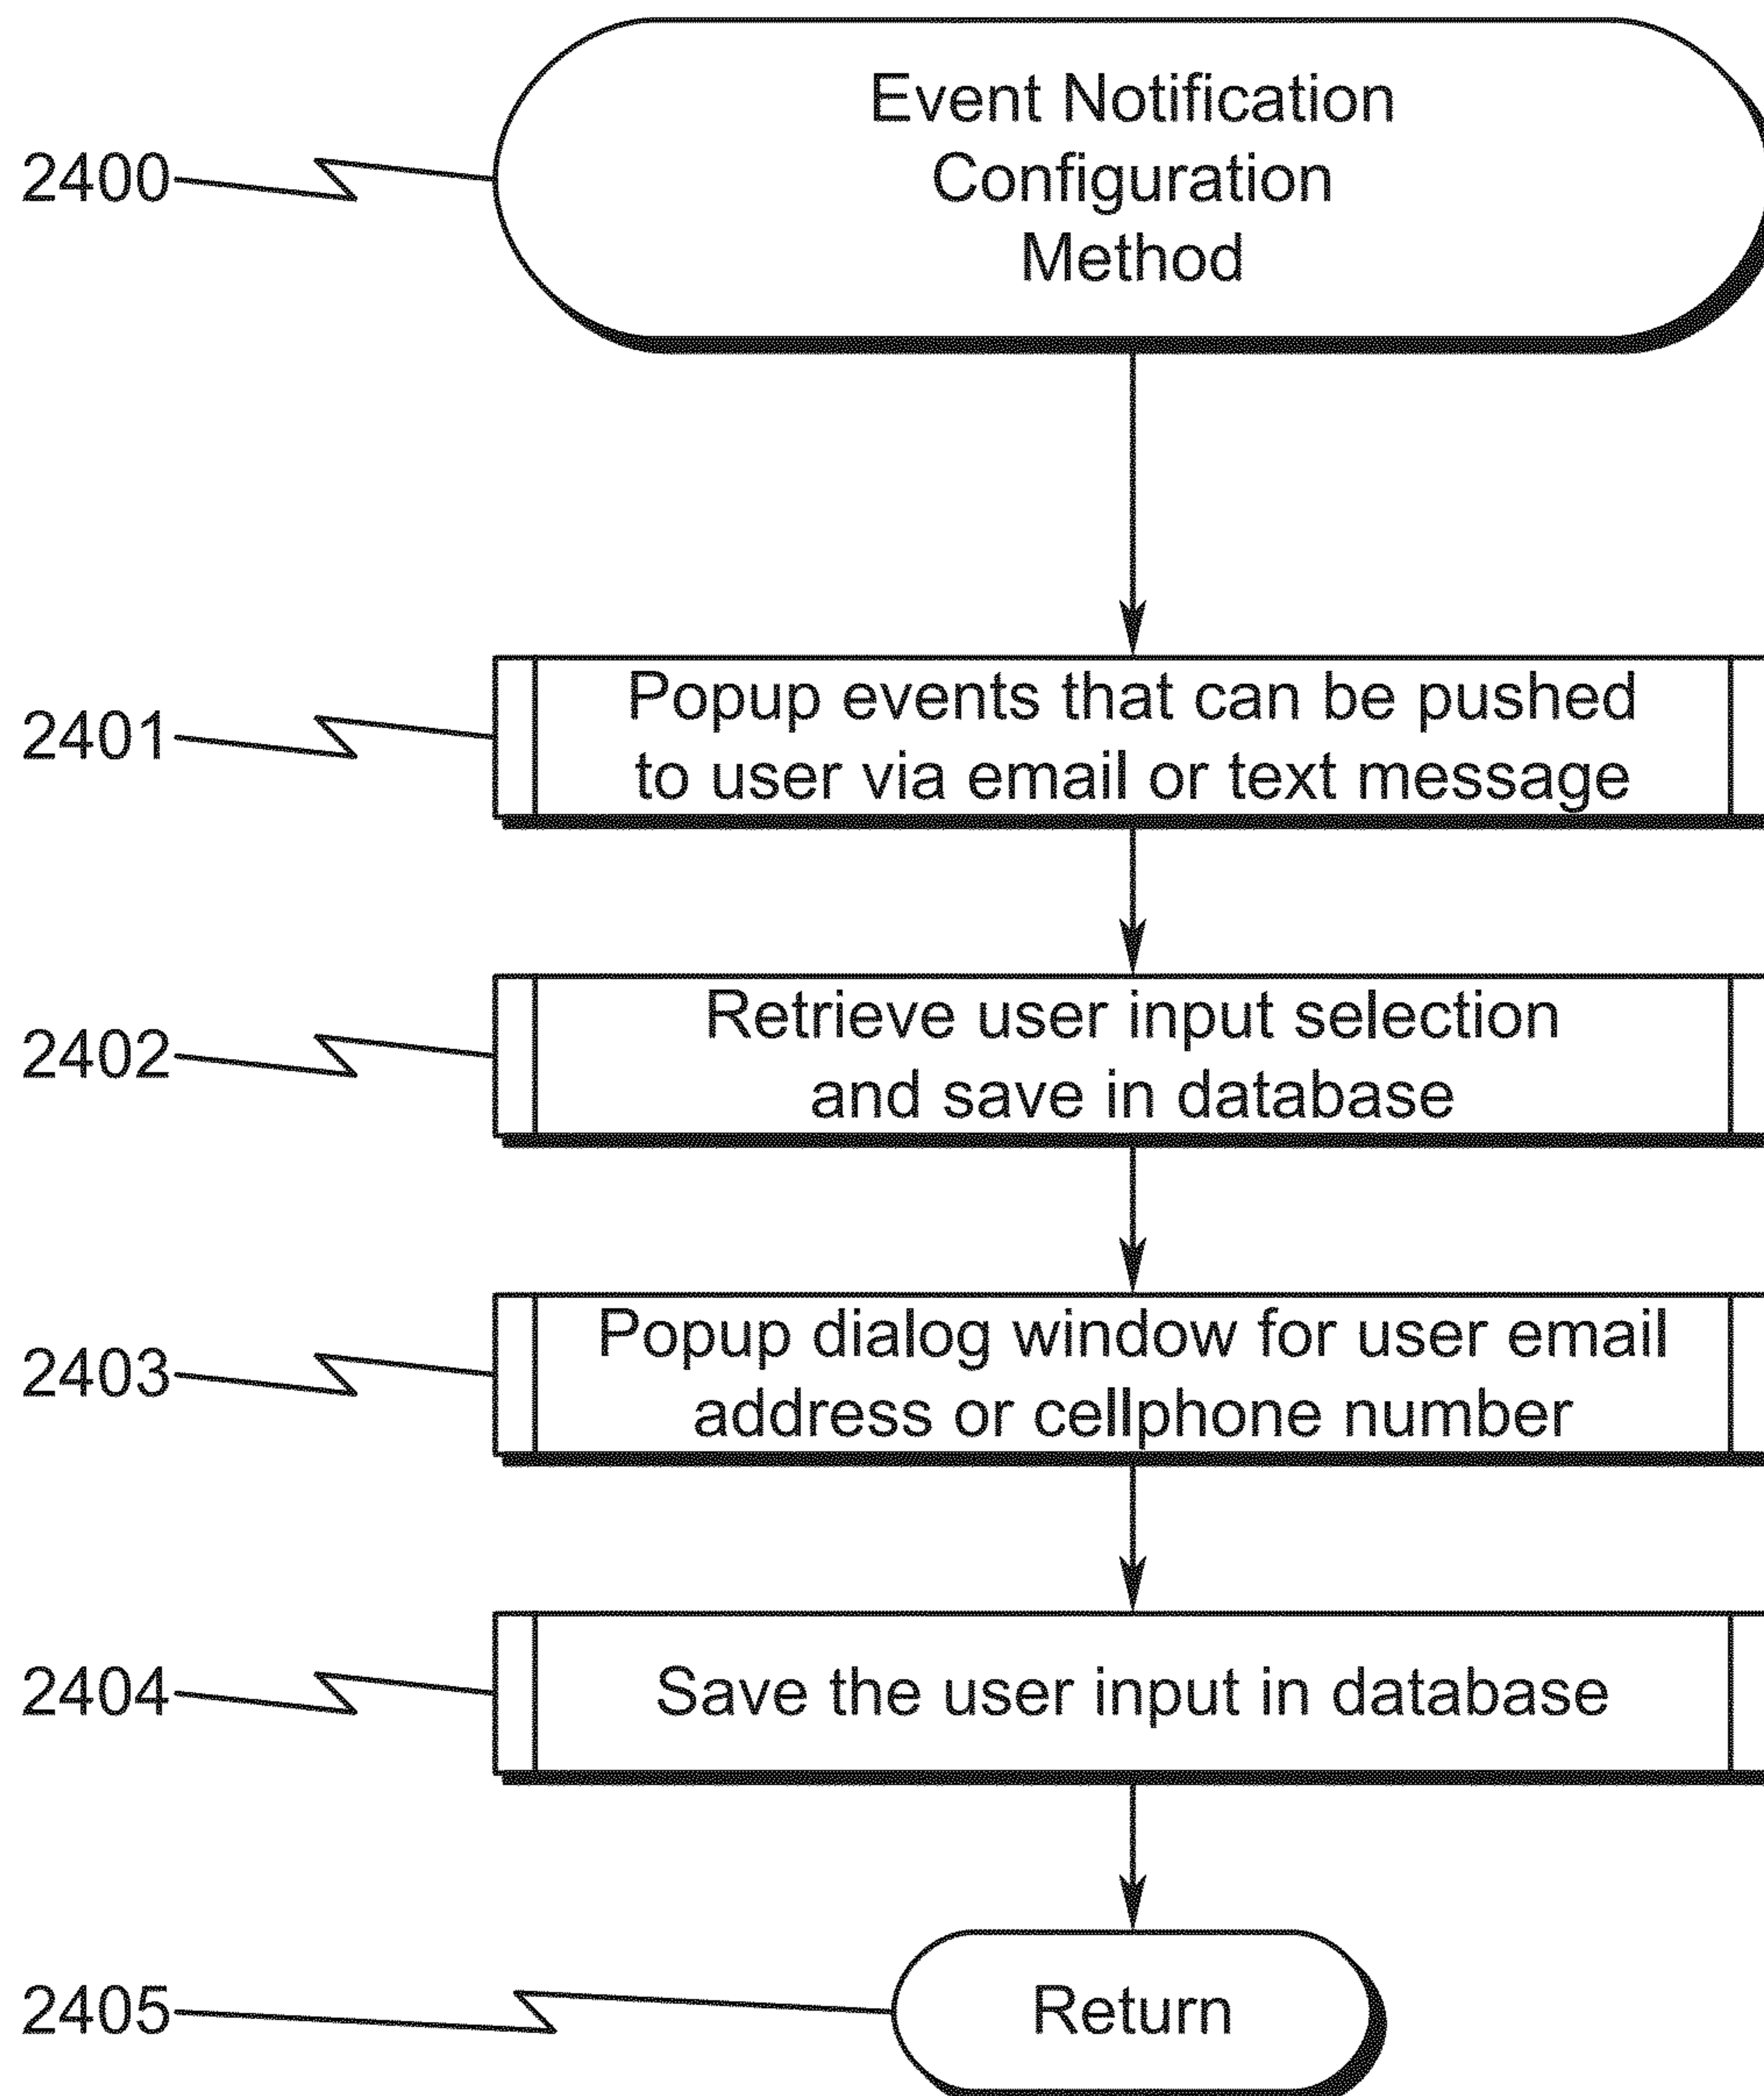 Event Notification
Configuration
Method
2400
Popup events that can be pushed
to user via email or text message
2401
Retrieve user input selection
and save in database
2402
Popup dialog window for user email
address or cellphone number
2403
Save the user input in database
2404
Return
2405